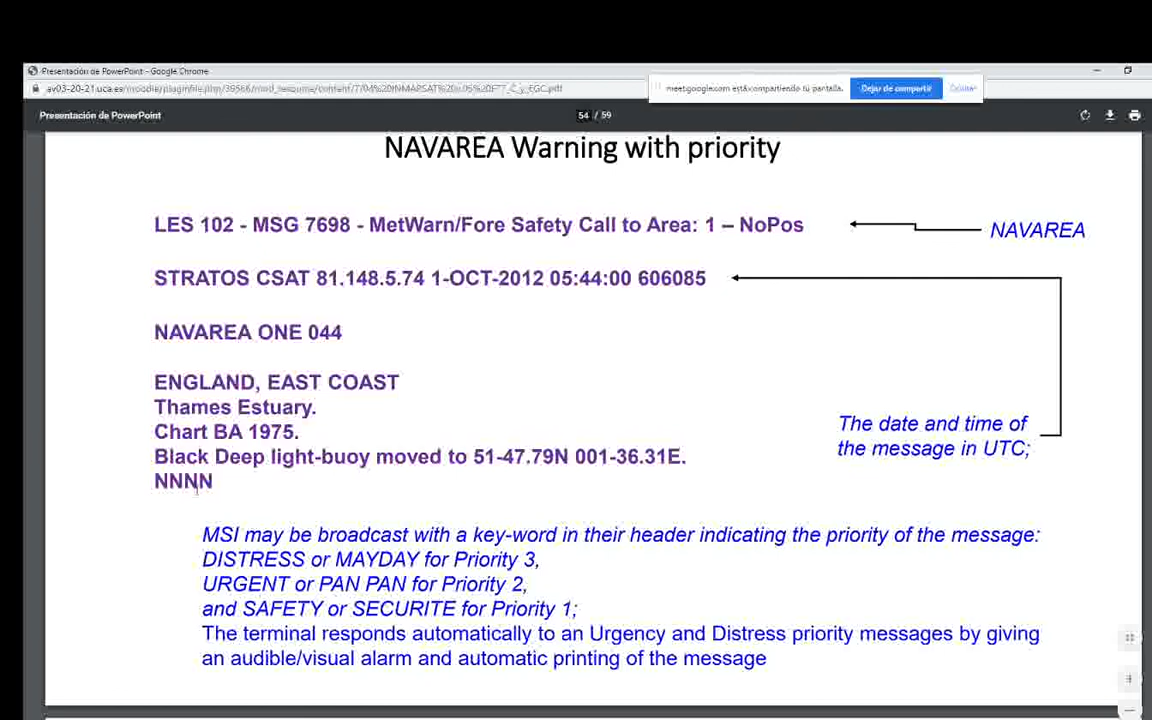 Presentación de PowerPoint - Google Chrome
meet.google.com está compartiendo tu pantalla.
Dejar de compartir
Ocultar
Presentación de PowerPoint
54 / 59
NAVAREA Warning with priority
LES 102 - MSG 7698 - MetWarn/Fore Safety Call to Area: 1 – NoPos
NAVAREA
STRATOS CSAT 81.148.5.74 1-OCT-2012 05:44:00 606085
NAVAREA ONE 044
ENGLAND, EAST COAST
Thames Estuary.
Chart BA 1975.
Black Deep light-buoy moved to 51-47.79N 001-36.31E.
NNNN
The date and time of
the message in UTC;
MSI may be broadcast with a key-word in their header indicating the priority of the message:
DISTRESS or MAYDAY for Priority 3,
URGENT or PAN PAN for Priority 2,
and SAFETY or SECURITE for Priority 1;
The terminal responds automatically to an Urgency and Distress priority messages by giving
an audible/visual alarm and automatic printing of the message